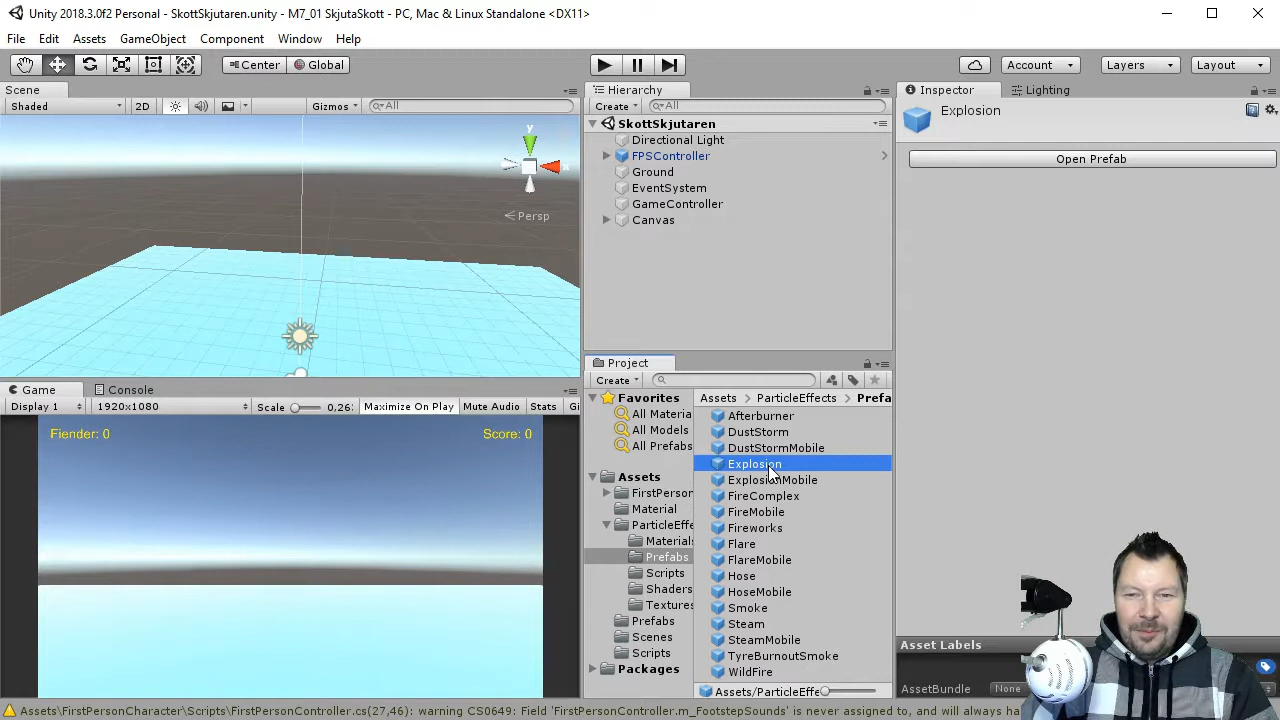 Unity 2018.3.0f2 Personal - SkottSkjutaren.unity - M7_01 SkjutaSkott - PC, Mac & Linux Standalone <DX11>
File Edit Assets GameObject Component Window Help
Center Global Account Layers Layout
Scene
Shaded 2D Gizmos All
y
x
Persp
Hierarchy
Create All
SkottSkjutaren
Directional Light
FPSController
Ground
EventSystem
GameController
Canvas
Inspector Lighting
Explosion
Open Prefab
Game Console
Display 1 1920x1080 Scale 0,26: Maximize On Play Mute Audio Stats Gi
Fiender: 0 Score: 0
Project
Create
Favorites
All Materia
All Models
All Prefabs
Assets
FirstPerson
Material
ParticleEffe
Materials
Prefabs
Scripts
Shaders
Textures
Prefabs
Scenes
Scripts
Packages
Assets ParticleEffects Prefa
Afterburner
DustStorm
DustStormMobile
Explosion
ExplosionMobile
FireComplex
FireMobile
Fireworks
Flare
FlareMobile
Hose
HoseMobile
Smoke
Steam
SteamMobile
TyreBurnoutSmoke
WildFire
Assets/ParticleEffe
Asset Labels
AssetBundle None
Assets\FirstPersonCharacter\Scripts\FirstPersonController.cs(27,46): warning CS0649: Field 'FirstPersonController.m_FootstepSounds' is never assigned to, and will always ha